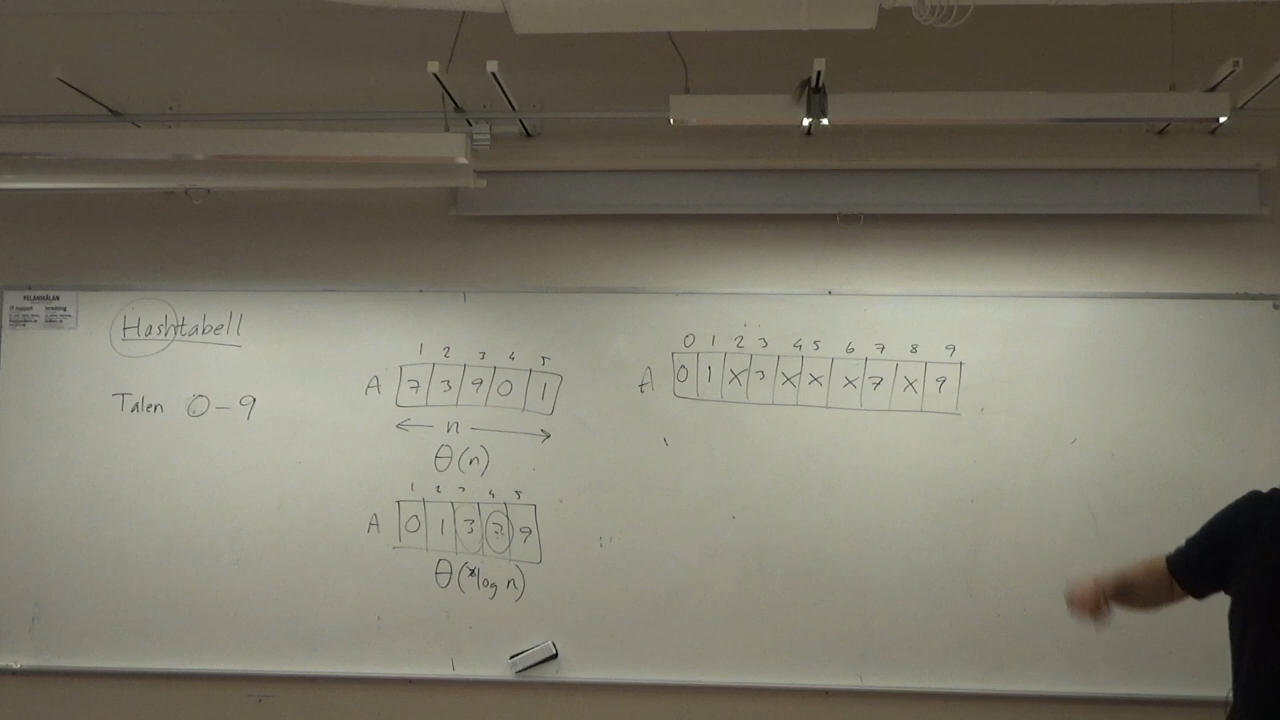 FELANMÄLAN
Hashtabell
Talen 0-9
1 2 3 4 5
A 7 3 9 0 1
n
Θ(n)
1 2 3 4 5
A 0 1 3 7 9
Θ(log n)
0 1 2 3 4 5 6 7 8 9
A 0 1 X 3 X X X 7 X 9